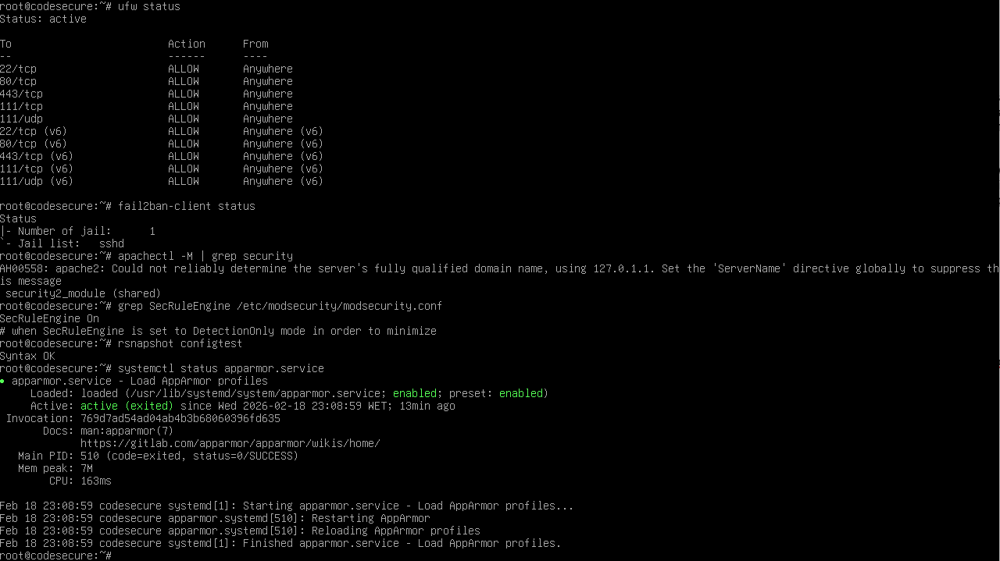 root@codesecure:~# ufw status
Status: active

To                         Action      From
--                         ------      ----
22/tcp                     ALLOW       Anywhere
80/tcp                     ALLOW       Anywhere
443/tcp                    ALLOW       Anywhere
111/tcp                    ALLOW       Anywhere
111/udp                    ALLOW       Anywhere
22/tcp (v6)                ALLOW       Anywhere (v6)
80/tcp (v6)                ALLOW       Anywhere (v6)
443/tcp (v6)               ALLOW       Anywhere (v6)
111/tcp (v6)               ALLOW       Anywhere (v6)
111/udp (v6)               ALLOW       Anywhere (v6)

root@codesecure:~# fail2ban-client status
Status
|- Number of jail:      1
`- Jail list:   sshd
root@codesecure:~# apachectl -M | grep security
AH00558: apache2: Could not reliably determine the server's fully qualified domain name, using 127.0.1.1. Set the 'ServerName' directive globally to suppress th
is message
 security2_module (shared)
root@codesecure:~# grep SecRuleEngine /etc/modsecurity/modsecurity.conf
SecRuleEngine On
# when SecRuleEngine is set to DetectionOnly mode in order to minimize
root@codesecure:~# rsnapshot configtest
Syntax OK
root@codesecure:~# systemctl status apparmor.service
● apparmor.service - Load AppArmor profiles
     Loaded: loaded (/usr/lib/systemd/system/apparmor.service; enabled; preset: enabled)
     Active: active (exited) since Wed 2026-02-18 23:08:59 WET; 13min ago
 Invocation: 769d7ad54ad04ab4b3b68060396fd635
       Docs: man:apparmor(7)
             https://gitlab.com/apparmor/apparmor/wikis/home/
   Main PID: 510 (code=exited, status=0/SUCCESS)
   Mem peak: 7M
        CPU: 163ms

Feb 18 23:08:59 codesecure systemd[1]: Starting apparmor.service - Load AppArmor profiles...
Feb 18 23:08:59 codesecure apparmor.systemd[510]: Restarting AppArmor
Feb 18 23:08:59 codesecure apparmor.systemd[510]: Reloading AppArmor profiles
Feb 18 23:08:59 codesecure systemd[1]: Finished apparmor.service - Load AppArmor profiles.
root@codesecure:~#